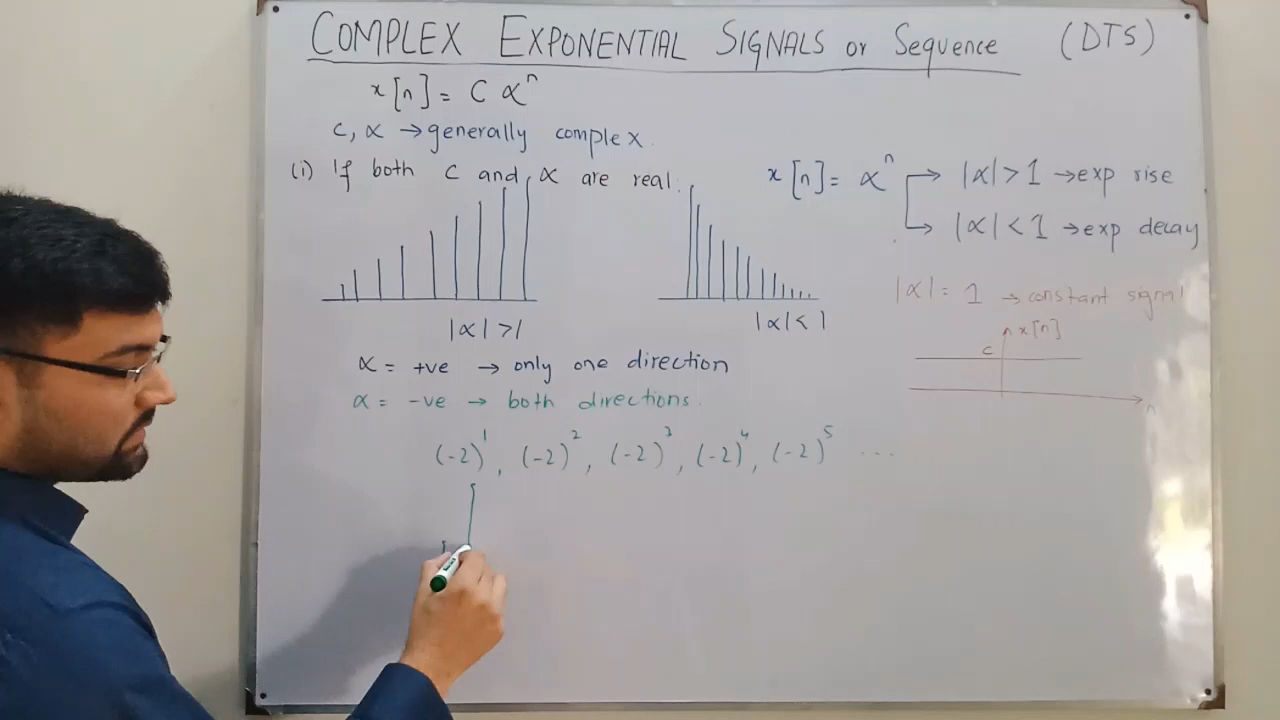 COMPLEX EXPONENTIAL SIGNALS or Sequence (DTS)
x[n] = C α^n
C, α → generally complex.
(i) If both C and α are real.
x[n] = α^n → |α| > 1 → exp rise
→ |α| < 1 → exp decay
|α| = 1 → constant signal
x[n]
C
n
|α| > 1
|α| < 1
α = +ve → only one direction
α = -ve → both directions.
(-2)^1, (-2)^2, (-2)^3, (-2)^4, (-2)^5 ...